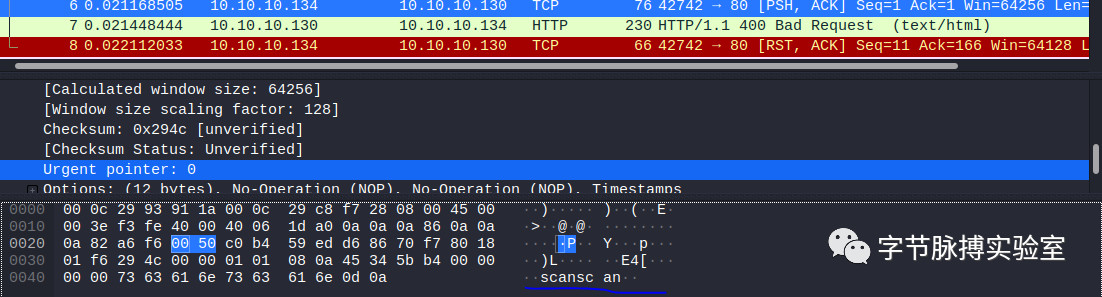 6 0.021168505 10.10.10.134 10.10.10.130 TCP 76 42742 → 80 [PSH, ACK] Seq=1 Ack=1 Win=64256 Len=
7 0.021448444 10.10.10.130 10.10.10.134 HTTP 230 HTTP/1.1 400 Bad Request (text/html)
8 0.022112033 10.10.10.134 10.10.10.130 TCP 66 42742 → 80 [RST, ACK] Seq=11 Ack=166 Win=64128 L
[Calculated window size: 64256]
[Window size scaling factor: 128]
Checksum: 0x294c [unverified]
[Checksum Status: Unverified]
Urgent pointer: 0
Options: (12 bytes), No-Operation (NOP), No-Operation (NOP), Timestamps
0000 00 0c 29 93 91 1a 00 0c 29 c8 f7 28 08 00 45 00 ··)····· )··(··E·
0010 00 3e f3 fe 40 00 40 06 1d a0 0a 0a 0a 86 0a 0a ·>··@·@· ········
0020 0a 82 a6 f6 00 50 c0 b4 59 ed d6 86 70 f7 80 18 ·····P·· Y···p···
0030 01 f6 29 4c 00 00 01 01 08 0a 45 34 5b b4 00 00 ··)L···· ··E4[···
0040 00 00 73 63 61 6e 73 63 61 6e 0d 0a ··scansc an··
字节脉搏实验室